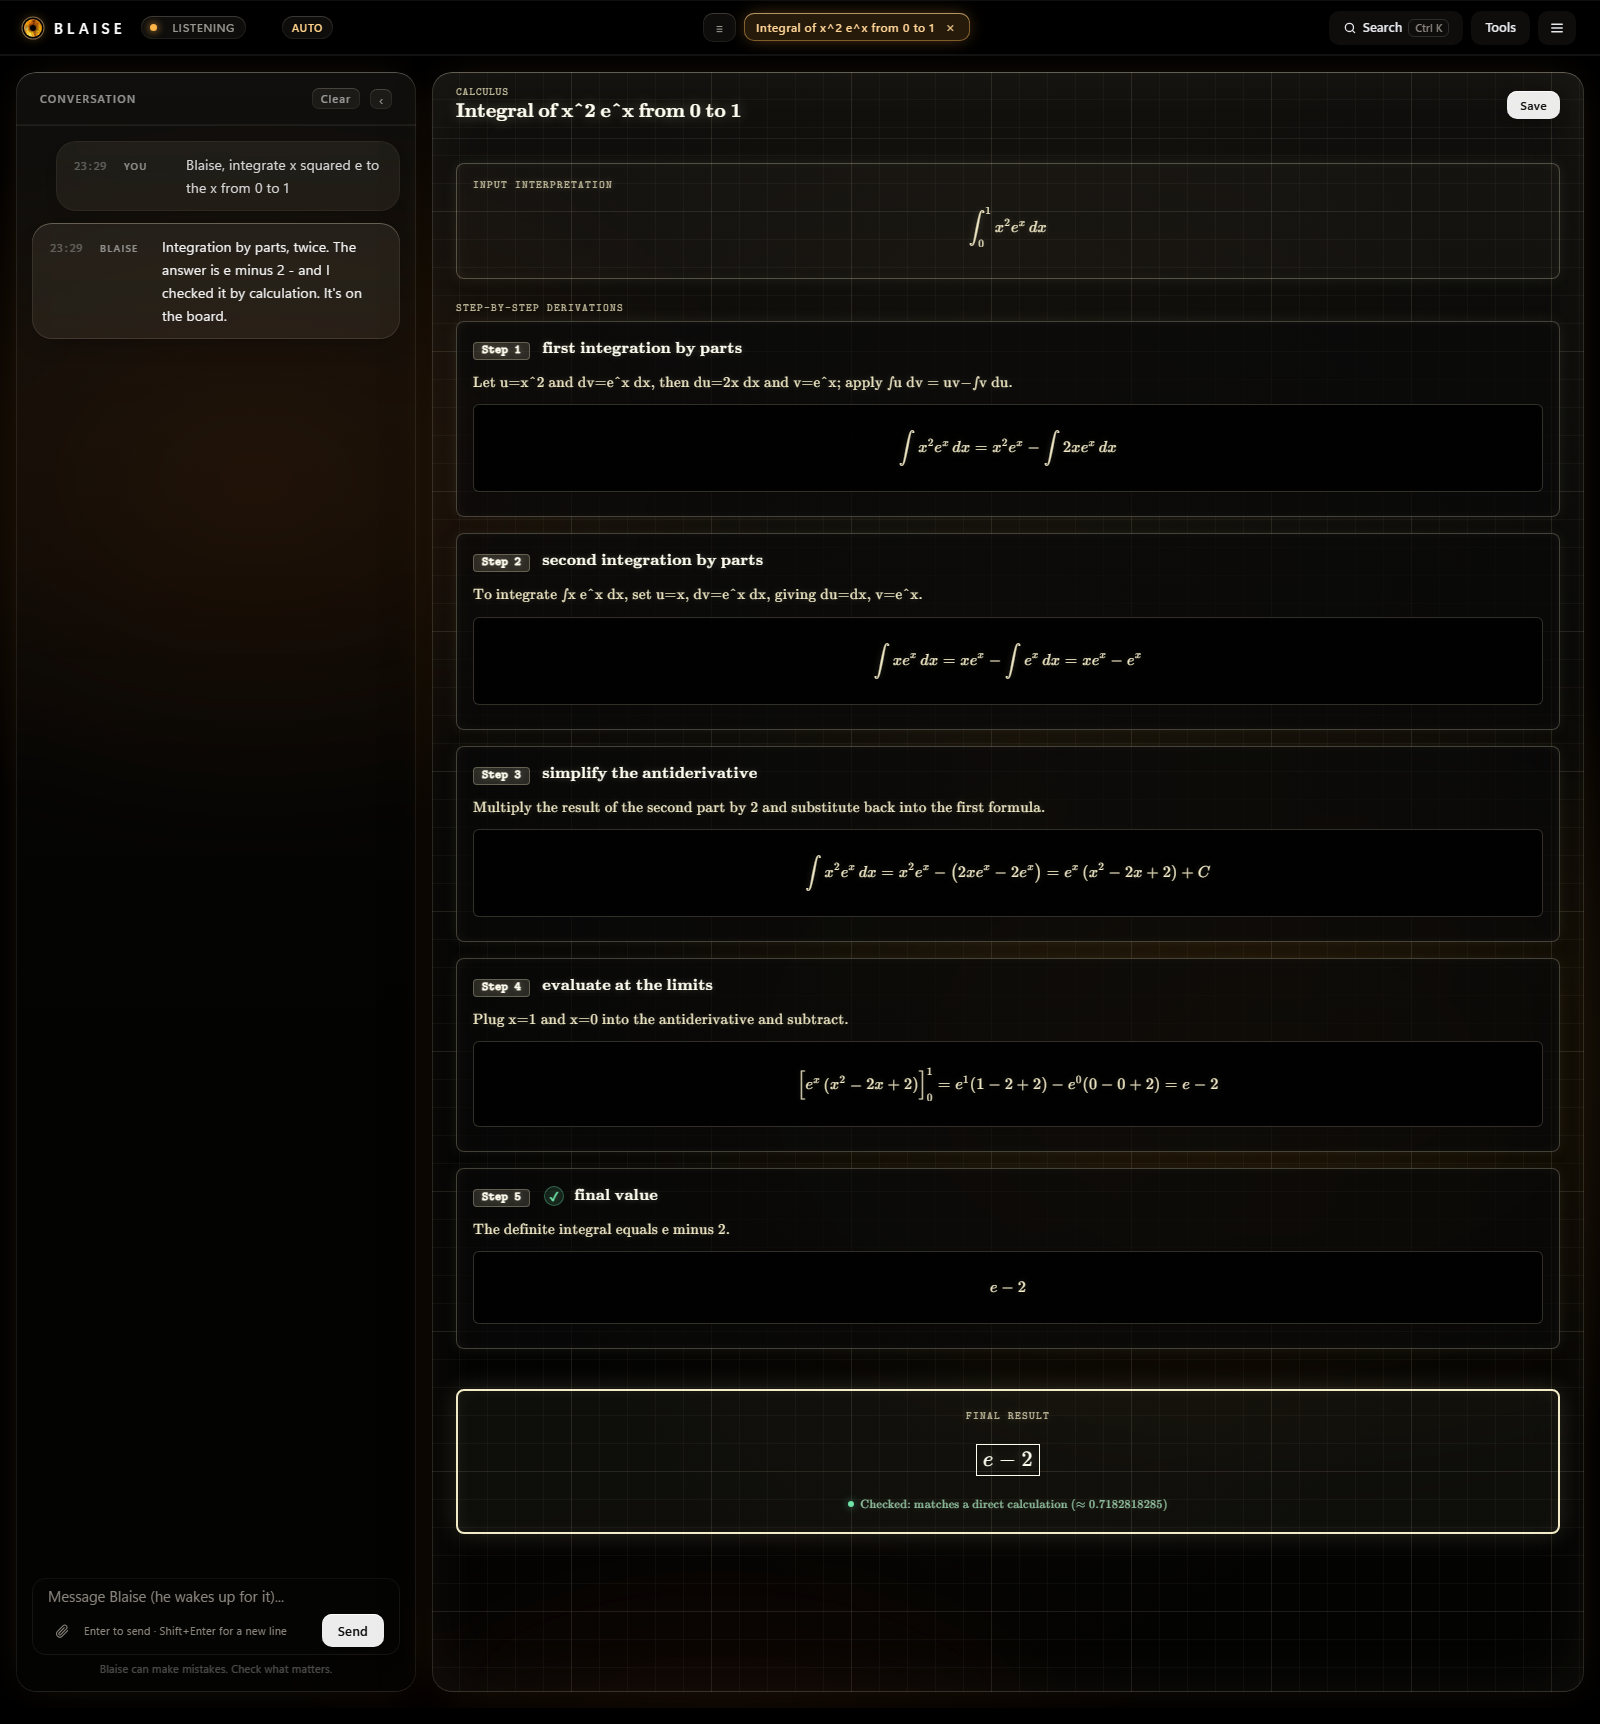 BLAISE
LISTENING
AUTO
≡
Integral of x^2 e^x from 0 to 1 ×
Search Ctrl K
Tools
CONVERSATION
Clear
‹
23:29 YOU Blaise, integrate x squared e to
the x from 0 to 1
23:29 BLAISE Integration by parts, twice. The
answer is e minus 2 - and I
checked it by calculation. It's on
the board.
Message Blaise (he wakes up for it)...
Enter to send · Shift+Enter for a new line
Send
Blaise can make mistakes. Check what matters.
CALCULUS
Integral of x^2 e^x from 0 to 1
Save
INPUT INTERPRETATION
∫₀¹ x²eˣ dx
STEP-BY-STEP DERIVATIONS
Step 1 first integration by parts
Let u=x^2 and dv=e^x dx, then du=2x dx and v=e^x; apply ∫u dv = uv−∫v du.
∫ x²eˣ dx = x²eˣ − ∫ 2xeˣ dx
Step 2 second integration by parts
To integrate ∫x e^x dx, set u=x, dv=e^x dx, giving du=dx, v=e^x.
∫ xeˣ dx = xeˣ − ∫ eˣ dx = xeˣ − eˣ
Step 3 simplify the antiderivative
Multiply the result of the second part by 2 and substitute back into the first formula.
∫ x²eˣ dx = x²eˣ − (2xeˣ − 2eˣ) = eˣ (x² − 2x + 2) + C
Step 4 evaluate at the limits
Plug x=1 and x=0 into the antiderivative and subtract.
[eˣ (x² − 2x + 2)]₀¹ = e¹(1 − 2 + 2) − e⁰(0 − 0 + 2) = e − 2
Step 5 ✓ final value
The definite integral equals e minus 2.
e − 2
FINAL RESULT
e − 2
Checked: matches a direct calculation (≈ 0.7182818285)